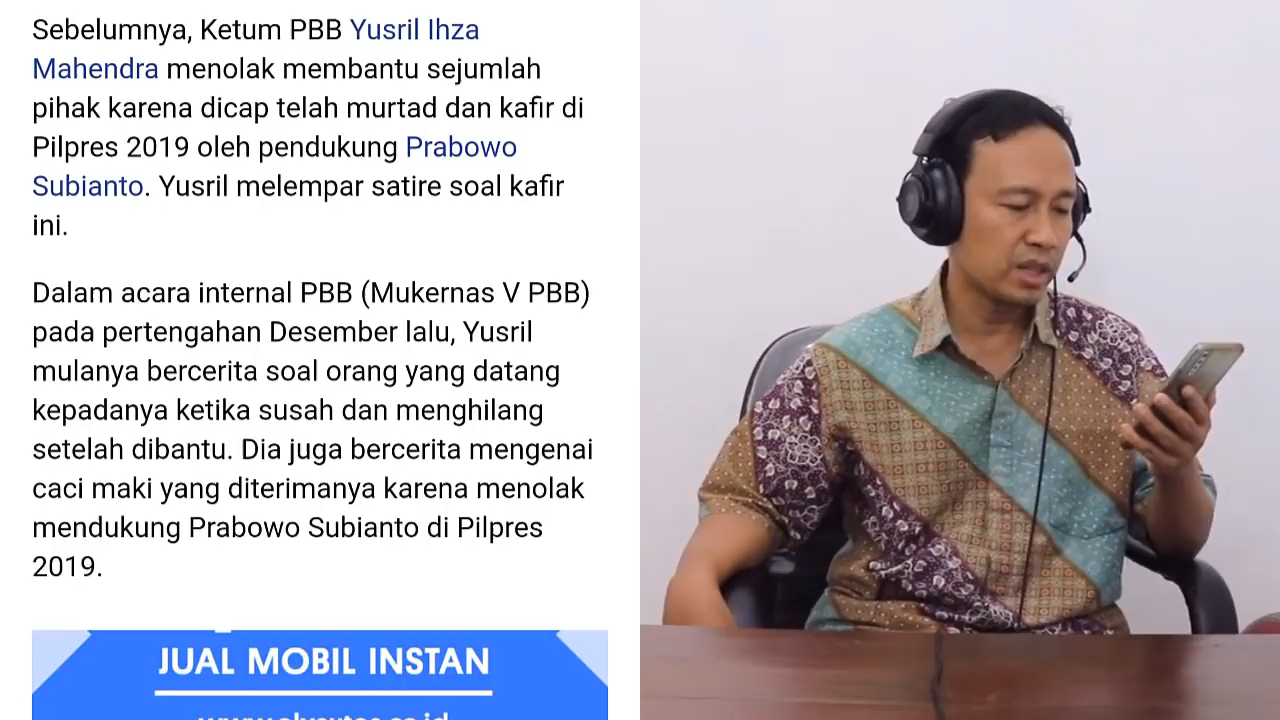 Sebelumnya, Ketum PBB Yusril Ihza
Mahendra menolak membantu sejumlah
pihak karena dicap telah murtad dan kafir di
Pilpres 2019 oleh pendukung Prabowo
Subianto. Yusril melempar satire soal kafir
ini.
Dalam acara internal PBB (Mukernas V PBB)
pada pertengahan Desember lalu, Yusril
mulanya bercerita soal orang yang datang
kepadanya ketika susah dan menghilang
setelah dibantu. Dia juga bercerita mengenai
caci maki yang diterimanya karena menolak
mendukung Prabowo Subianto di Pilpres
2019.
JUAL MOBIL INSTAN